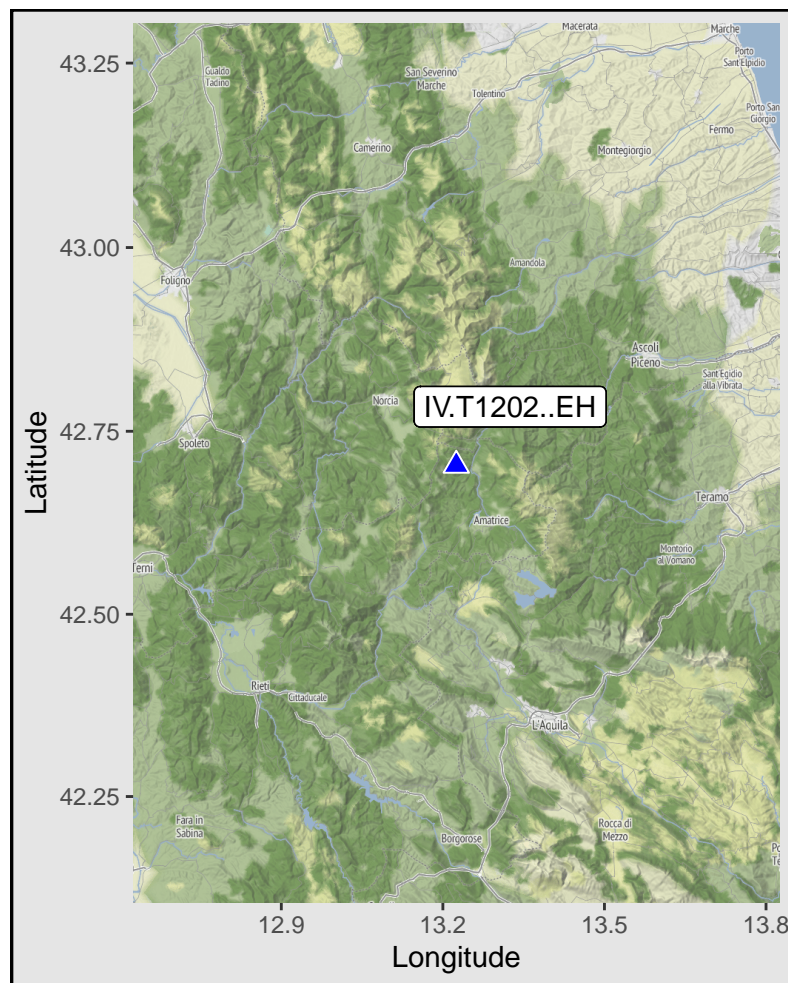 Macerata
Marche
43.25
Gualdo
Tadino
San Severino
Marche
Porto
Sant'Elpidio
Tolentino
Porto San
Giorgio
Fermo
Camerino
Montegiorgio
43.00
Amandola
Foligno
Ascoli
Piceno
Sant'Egidio
alla Vibrata
Norcia
IV.T1202..EH
42.75
Spoleto
Latitude
Teramo
Amatrice
Montorio
al Vomano
Terni
42.50
Rieti
Cittaducale
L'Aquila
42.25
Fara in
Sabina
Rocca di
Mezzo
Borgorose
12.9
13.2
13.5
13.8
Longitude